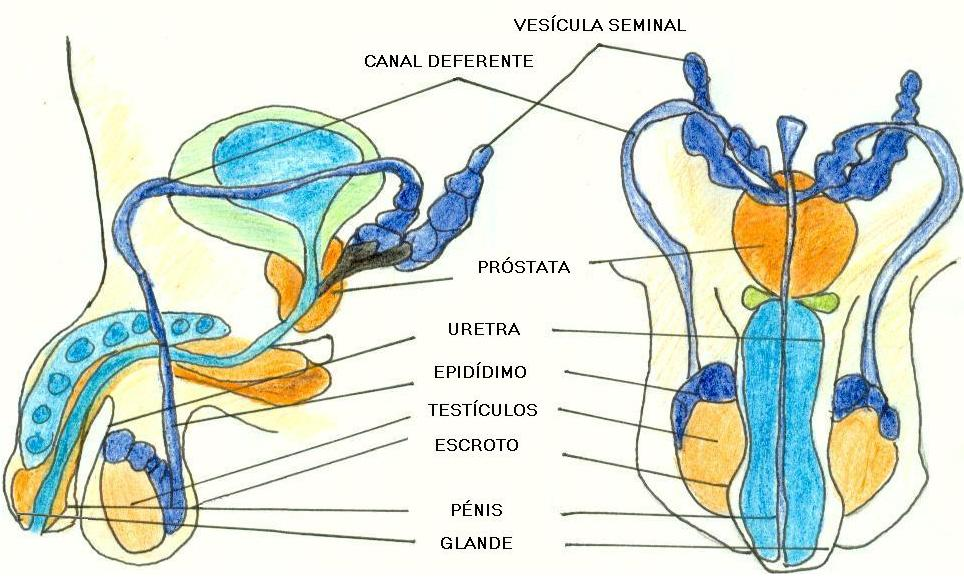 VESÍCULA SEMINAL
CANAL DEFERENTE
PRÓSTATA
URETRA
EPIDÍDIMO
TESTÍCULOS
ESCROTO
PÉNIS
GLANDE